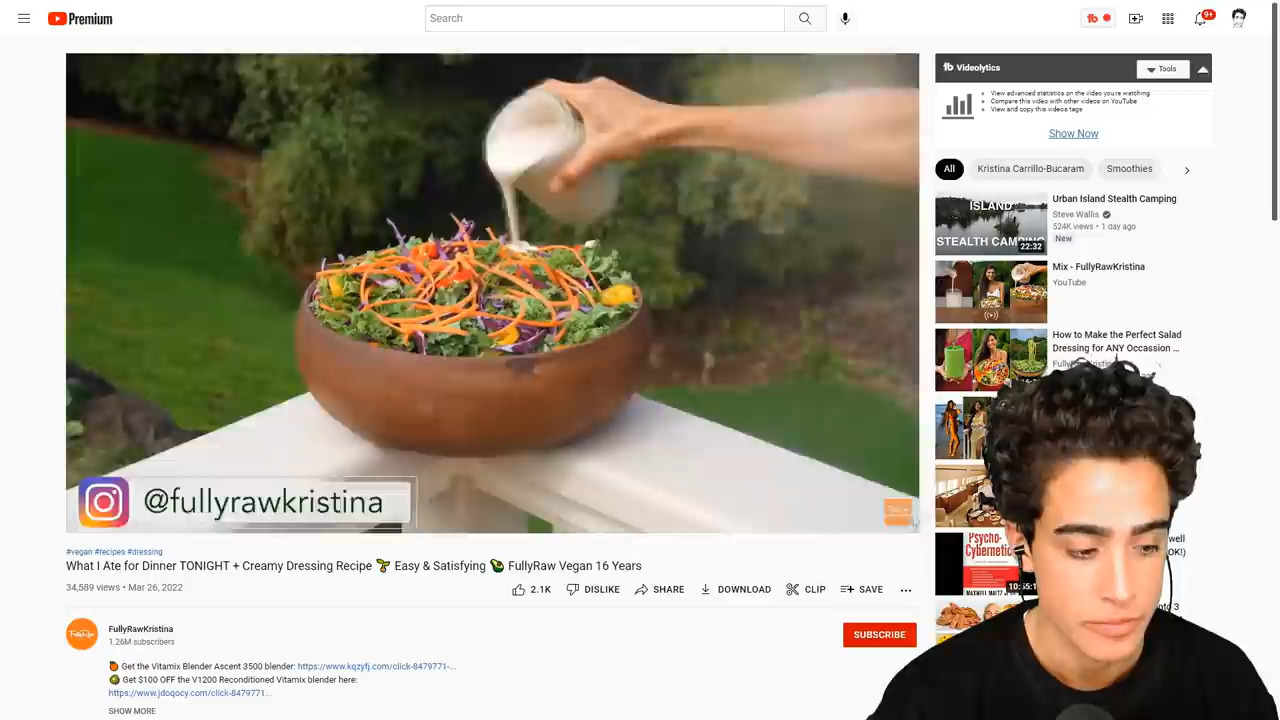 Premium
Search
9+
Videolytics
Tools
View advanced statistics on the video you're watching
Compare this video with other videos on YouTube
View and copy this videos tags
Show Now
All
Kristina Carrillo-Bucaram
Smoothies
ISLAND
STEALTH CAMPING
22:32
Urban Island Stealth Camping
Steve Wallis
524K views • 1 day ago
New
Mix - FullyRawKristina
YouTube
How to Make the Perfect Salad
Dressing for ANY Occassion ...
Psycho-
Cybernetic
@fullyrawkristina
#vegan #recipes #dressing
What I Ate for Dinner TONIGHT + Creamy Dressing Recipe 🌱 Easy & Satisfying 🥑 FullyRaw Vegan 16 Years
34,589 views • Mar 26, 2022
2.1K
DISLIKE
SHARE
DOWNLOAD
CLIP
SAVE
FullyRawKristina
1.26M subscribers
SUBSCRIBE
Get the Vitamix Blender Ascent 3500 blender: https://www.kqzyfj.com/click-8479771-...
Get $100 OFF the V1200 Reconditioned Vitamix blender here:
https://www.jdoqocy.com/click-8479771...
SHOW MORE